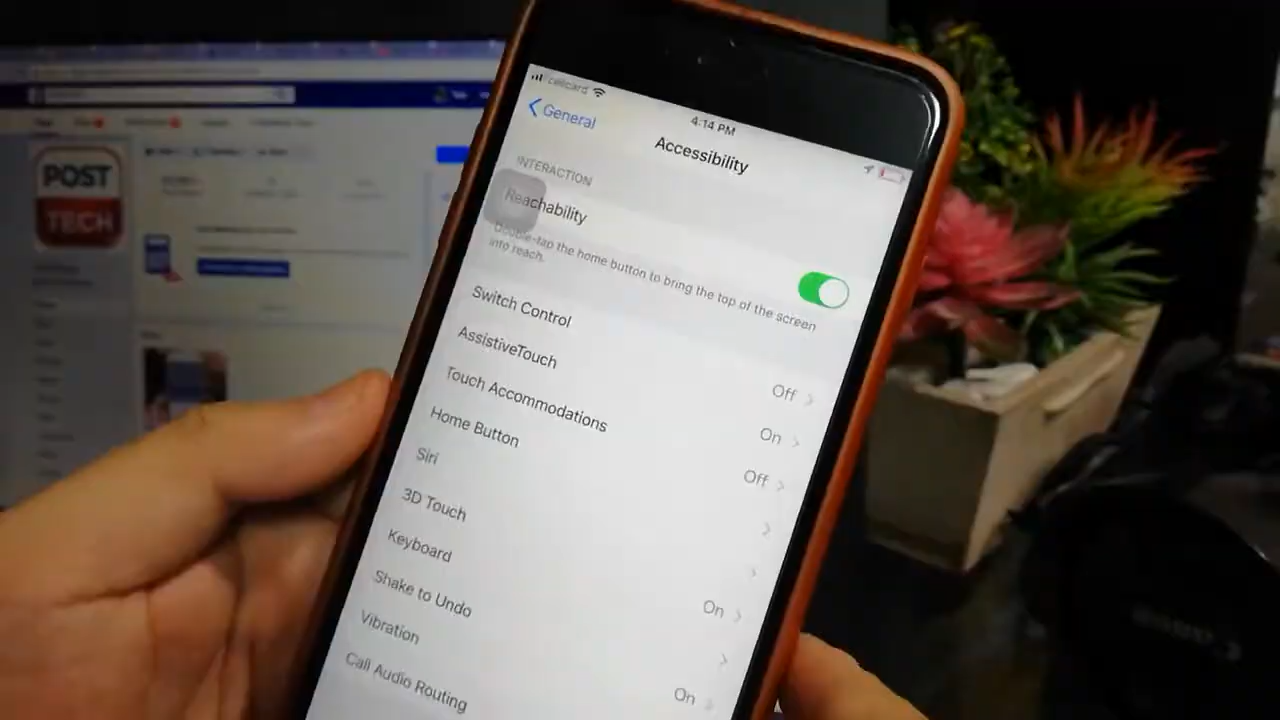 cellcard
4:14 PM
General
Accessibility
INTERACTION
Reachability
Double-tap the home button to bring the top of the screen
into reach.
Switch Control Off
AssistiveTouch On
Touch Accommodations Off
Home Button
Siri
3D Touch On
Keyboard
Shake to Undo On
Vibration
Call Audio Routing
POST
TECH